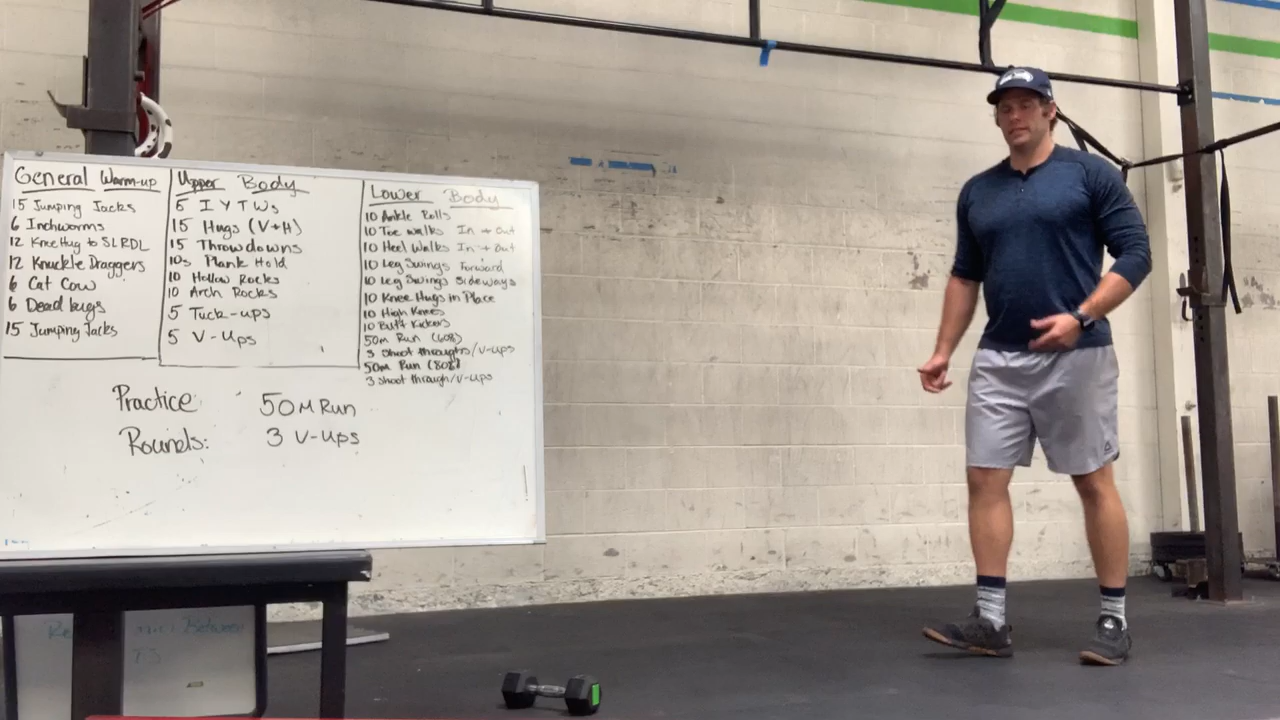 General Warm-up
15 Jumping Jacks
6 Inchworms
12 Knee Hug to SLRDL
12 Knuckle Draggers
6 Cat Cow
6 Dead bugs
15 Jumping Jacks
Upper Body
5 I Y T Ws
15 Hugs (V+H)
15 Throwdowns
10s Plank Hold
10 Hollow Rocks
10 Arch Rocks
5 Tuck-ups
5 V-Ups
Lower Body
10 Ankle Rolls
10 Toe walks In → Out
10 Heel Walks In → Out
10 Leg Swings Forward
10 Leg Swings Sideways
10 Knee Hugs in Place
10 High Knees
10 Butt Kickers
50m Run (60%)
3 Shoot throughs/V-ups
50m Run (80%)
3 shoot through/V-ups
Practice 50M Run
Rounds: 3 V-Ups
Between